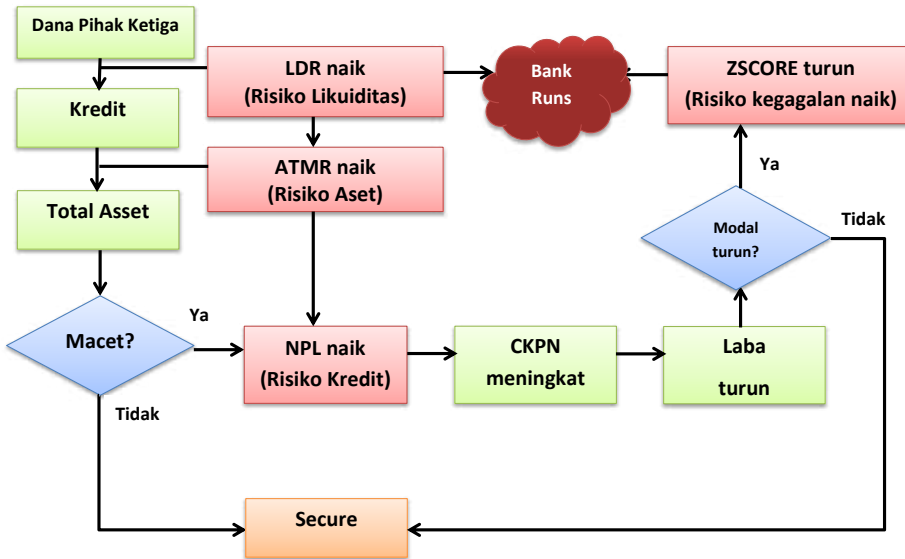 Dana Pihak Ketiga
LDR naik
(Risiko Likuiditas)
Bank
Runs
ZSCORE turun
(Risiko kegagalan naik)
Kredit
ATMR naik
(Risiko Aset)
Ya
Total Asset
Modal
turun?
Tidak
Macet?
Ya
NPL naik
(Risiko Kredit)
CKPN
meningkat
Laba
turun
Tidak
Secure